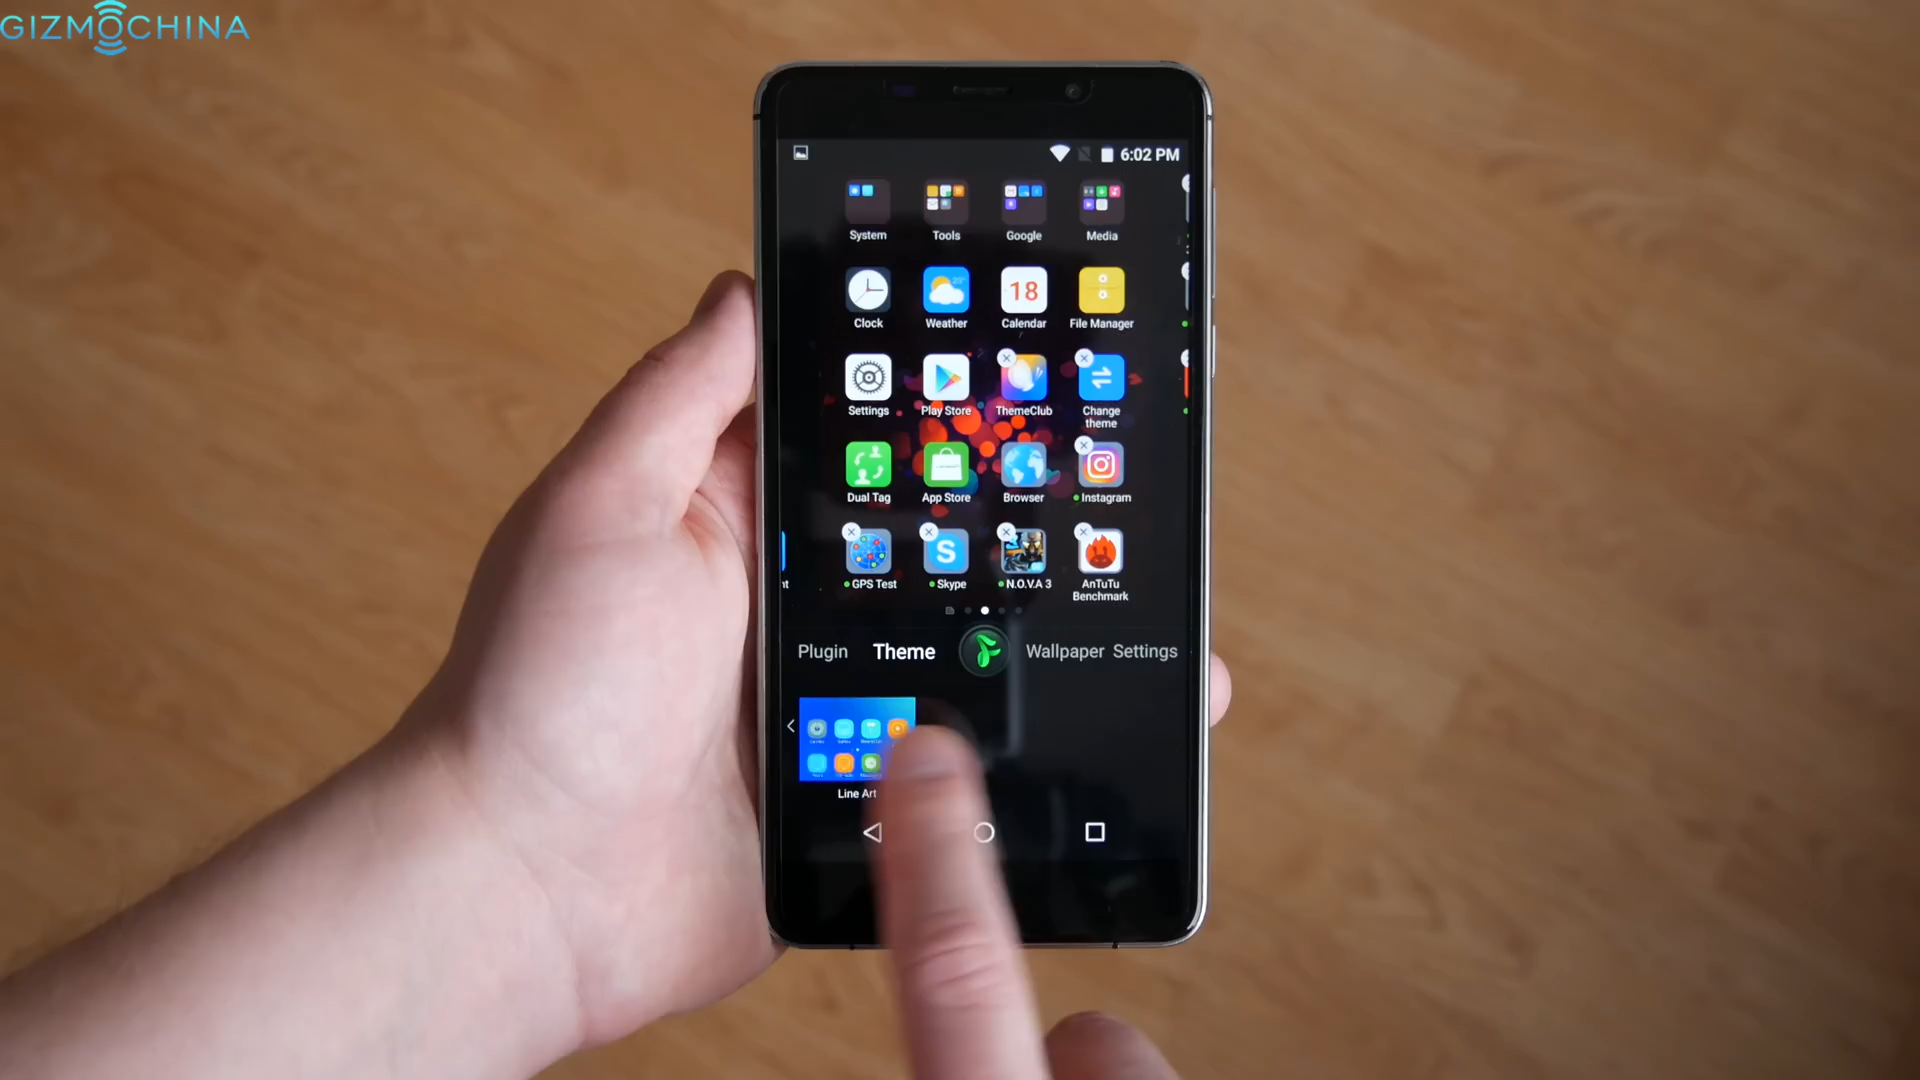 GIZMOCHINA
6:02 PM
System Tools Google Media
18
Clock Weather Calendar File Manager
Settings Play Store ThemeClub Change theme
Dual Tag App Store Browser Instagram
S
GPS Test Skype N.O.V.A 3 AnTuTu Benchmark
Plugin Theme Wallpaper Settings
Line Art